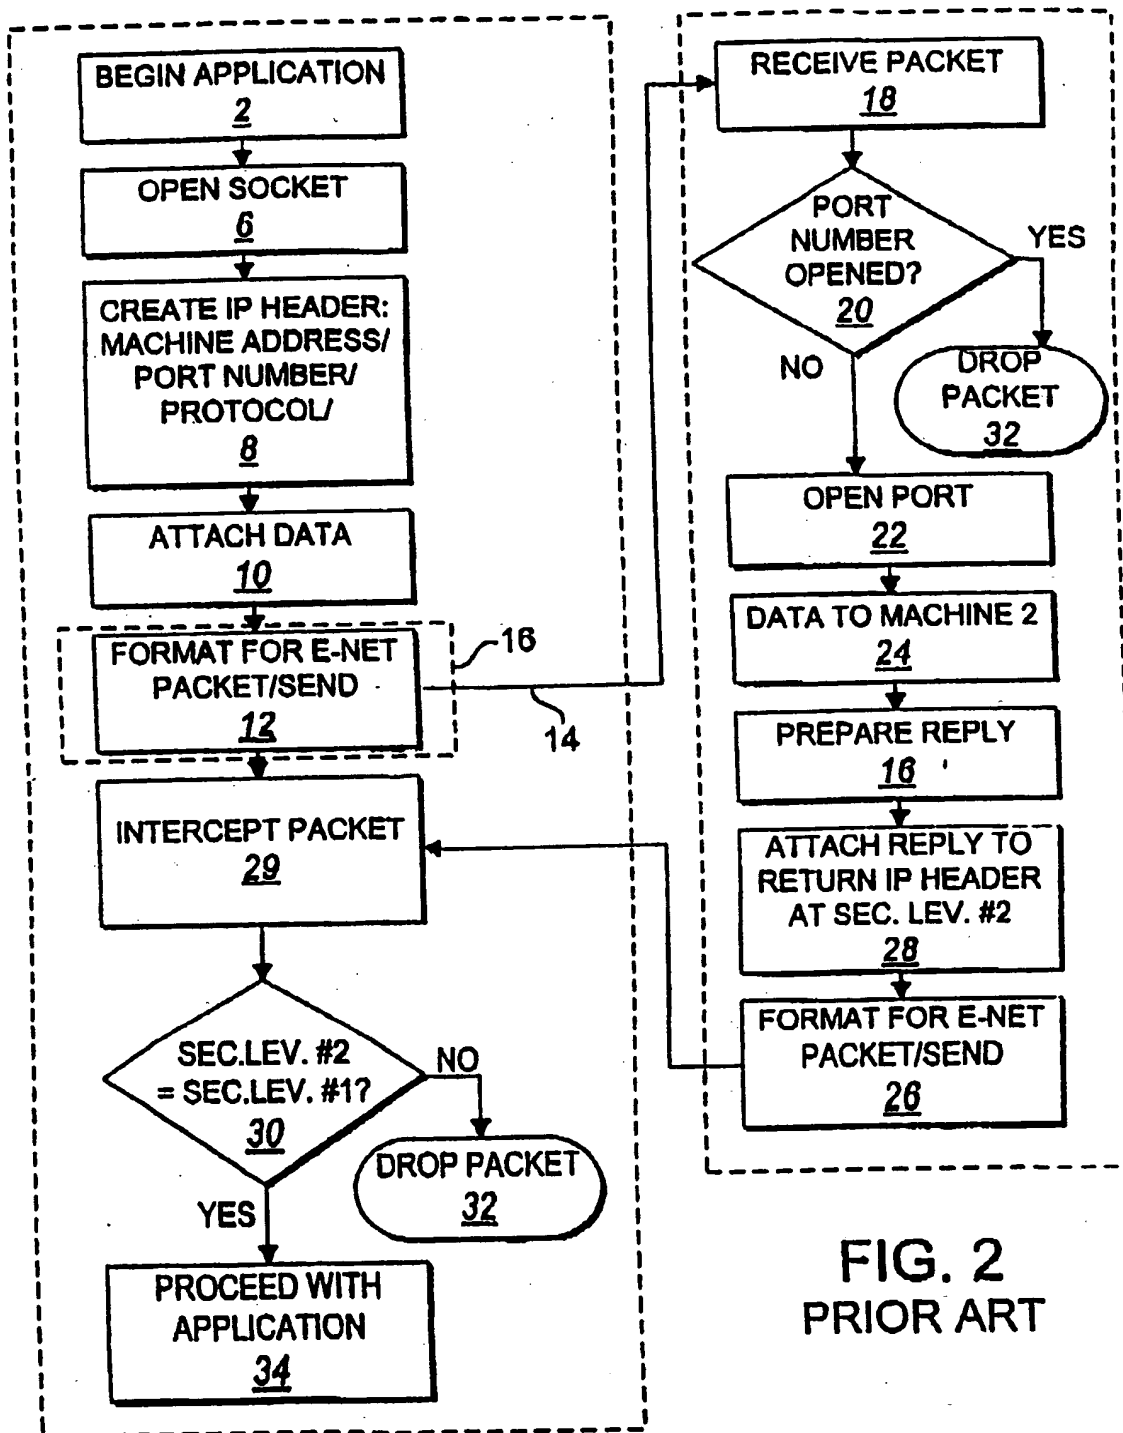 BEGIN APPLICATION
2
OPEN SOCKET
6
CREATE IP HEADER:
MACHINE ADDRESS/
PORT NUMBER/
PROTOCOL/
8
ATTACH DATA
10
FORMAT FOR E-NET
PACKET/SEND
12
16
14
INTERCEPT PACKET
29
SEC.LEV. #2
= SEC.LEV. #1?
30
NO
DROP PACKET
32
YES
PROCEED WITH
APPLICATION
34
RECEIVE PACKET
18
PORT
NUMBER
OPENED?
20
YES
DROP
PACKET
32
NO
OPEN PORT
22
DATA TO MACHINE 2
24
PREPARE REPLY
16
ATTACH REPLY TO
RETURN IP HEADER
AT SEC. LEV. #2
28
FORMAT FOR E-NET
PACKET/SEND
26
FIG. 2
PRIOR ART